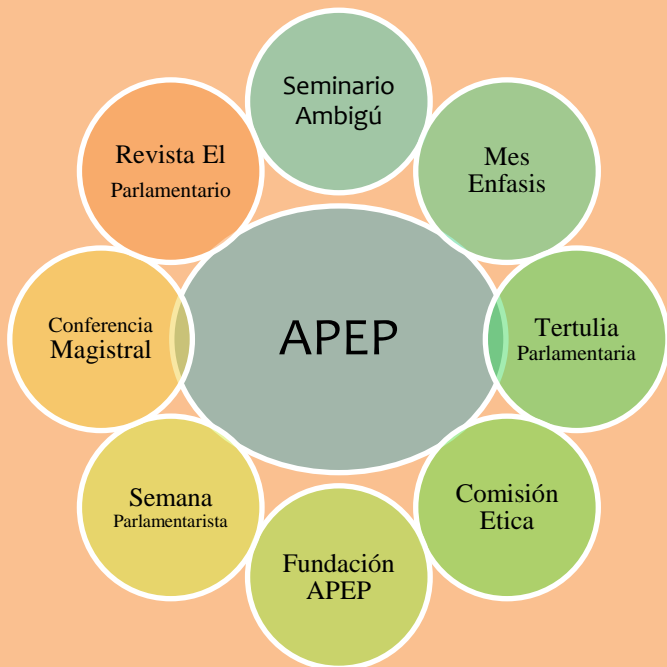 Seminario
Ambigú
Mes
Enfasis
Tertulia
Parlamentaria
Comisión
Etica
Fundación
APEP
Semana
Parlamentarista
Conferencia
Magistral
Revista El
Parlamentario
APEP